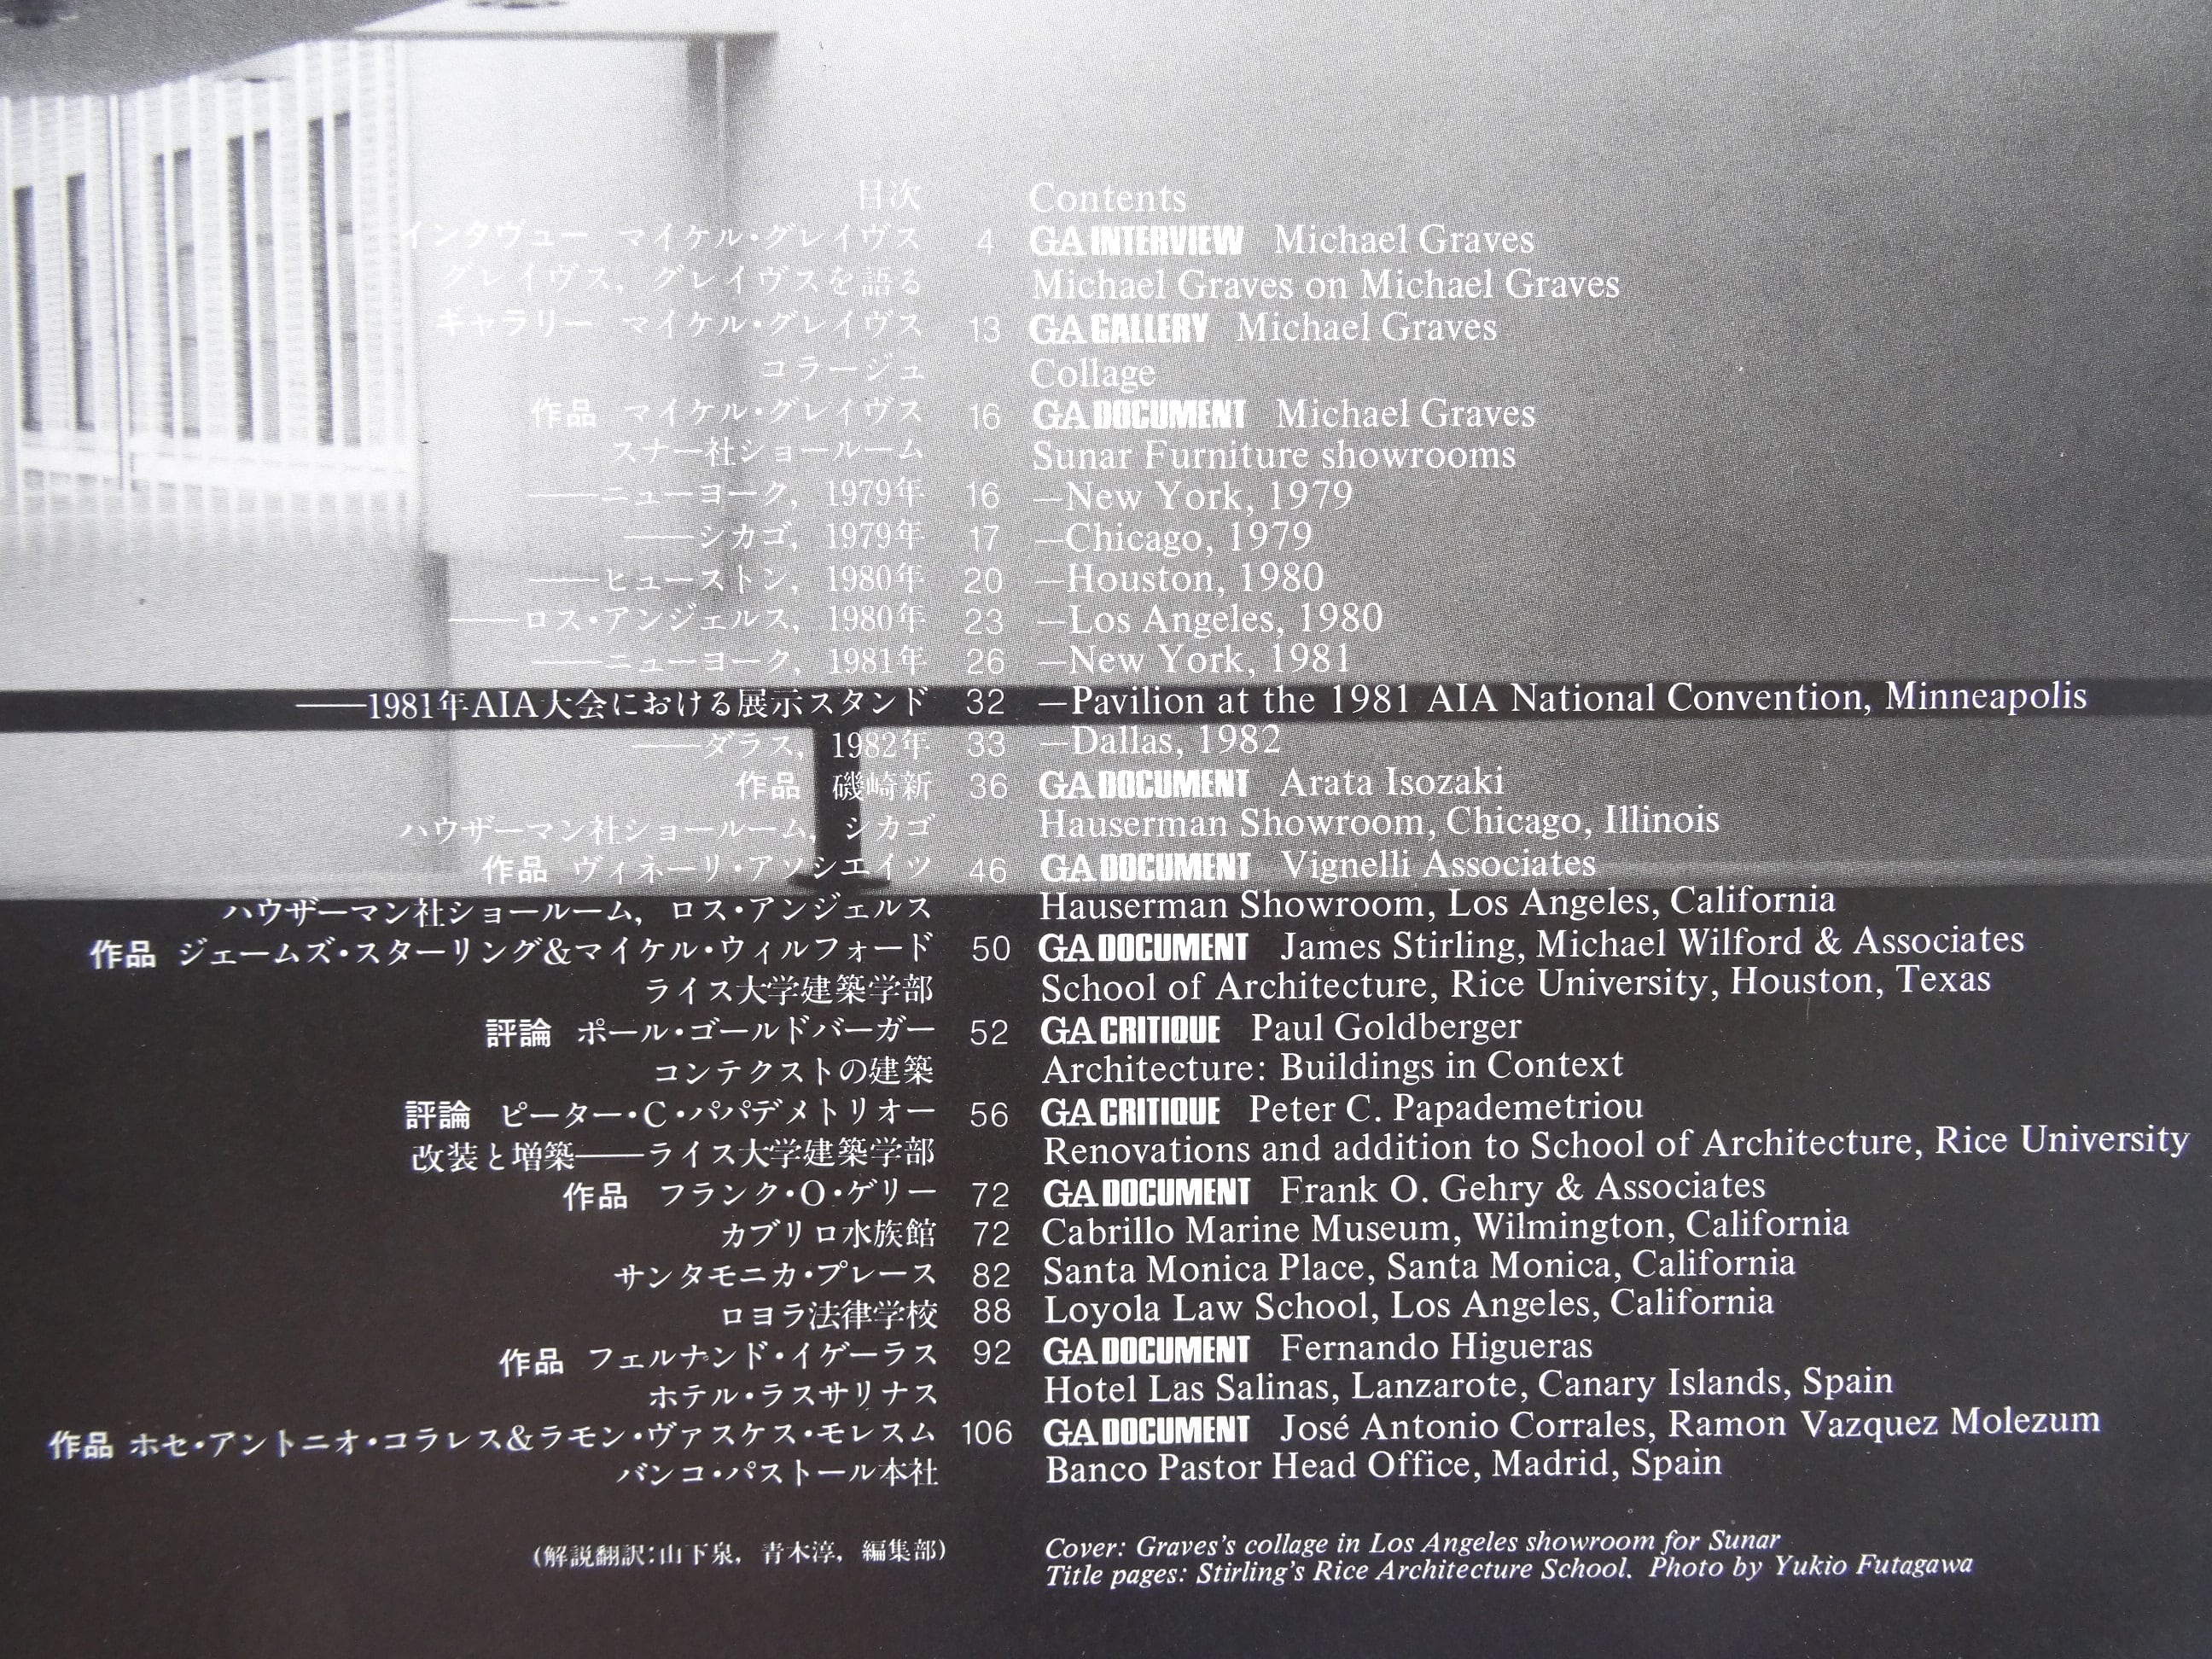 目次 Contents
インタヴュー マイケル・グレイヴス 4 GA INTERVIEW Michael Graves
グレイヴス，グレイヴスを語る Michael Graves on Michael Graves
ギャラリー マイケル・グレイヴス 13 GA GALLERY Michael Graves
コラージュ Collage
作品 マイケル・グレイヴス 16 GA DOCUMENT Michael Graves
スナー社ショールーム Sunar Furniture showrooms
——ニューヨーク，1979年 16 —New York, 1979
——シカゴ，1979年 17 —Chicago, 1979
——ヒューストン，1980年 20 —Houston, 1980
——ロス・アンジェルス，1980年 23 —Los Angeles, 1980
——ニューヨーク，1981年 26 —New York, 1981
——1981年AIA大会における展示スタンド 32 —Pavilion at the 1981 AIA National Convention, Minneapolis
——ダラス，1982年 33 —Dallas, 1982
作品 磯崎新 36 GA DOCUMENT Arata Isozaki
ハウザーマン社ショールーム，シカゴ Hauserman Showroom, Chicago, Illinois
作品 ヴィネーリ・アソシエイツ 46 GA DOCUMENT Vignelli Associates
ハウザーマン社ショールーム，ロス・アンジェルス Hauserman Showroom, Los Angeles, California
作品 ジェームズ・スターリング&マイケル・ウィルフォード 50 GA DOCUMENT James Stirling, Michael Wilford & Associates
ライス大学建築学部 School of Architecture, Rice University, Houston, Texas
評論 ポール・ゴールドバーガー 52 GA CRITIQUE Paul Goldberger
コンテクストの建築 Architecture: Buildings in Context
評論 ピーター・C・パパデメトリオー 56 GA CRITIQUE Peter C. Papademetriou
改装と増築——ライス大学建築学部 Renovations and addition to School of Architecture, Rice University
作品 フランク・O・ゲリー 72 GA DOCUMENT Frank O. Gehry & Associates
カブリロ水族館 72 Cabrillo Marine Museum, Wilmington, California
サンタモニカ・プレース 82 Santa Monica Place, Santa Monica, California
ロヨラ法律学校 88 Loyola Law School, Los Angeles, California
作品 フェルナンド・イゲーラス 92 GA DOCUMENT Fernando Higueras
ホテル・ラスサリナス Hotel Las Salinas, Lanzarote, Canary Islands, Spain
作品 ホセ・アントニオ・コラレス&ラモン・ヴァスケス・モレスム 106 GA DOCUMENT José Antonio Corrales, Ramon Vazquez Molezum
バンコ・パストール本社 Banco Pastor Head Office, Madrid, Spain
(解説翻訳：山下泉，青木淳，編集部) Cover: Graves's collage in Los Angeles showroom for Sunar
Title pages: Stirling's Rice Architecture School. Photo by Yukio Futagawa